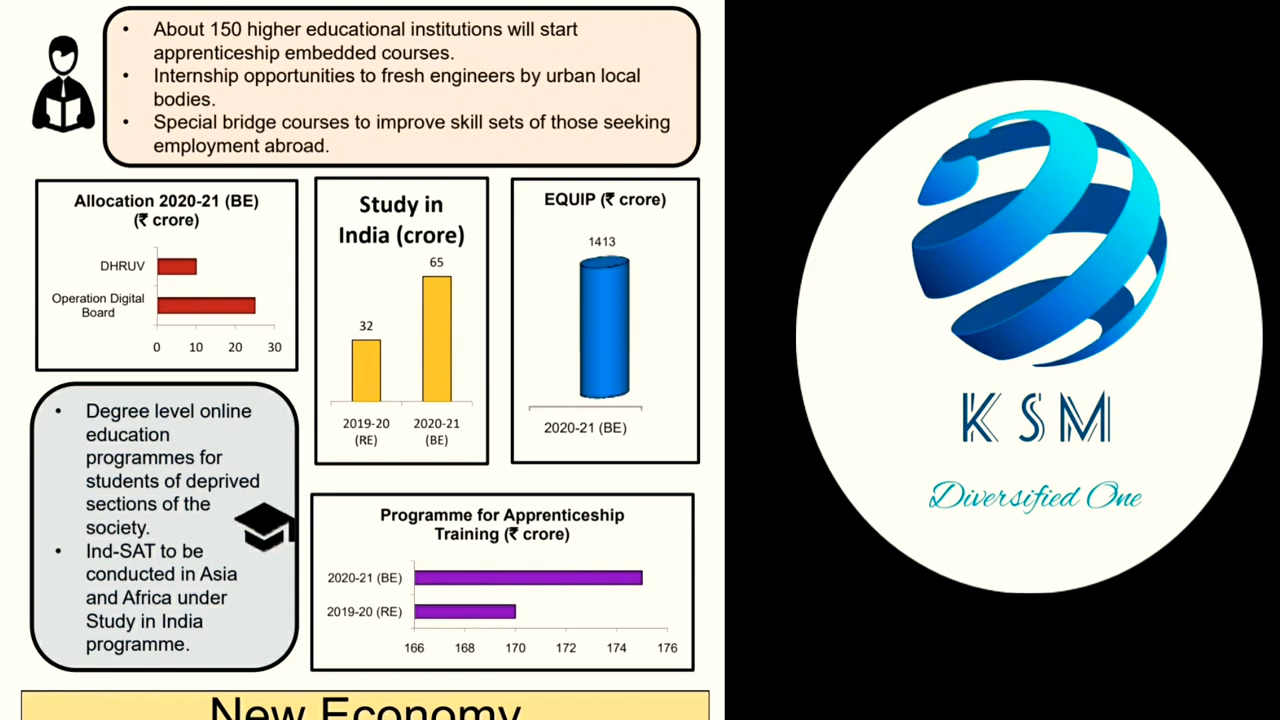 • About 150 higher educational institutions will start
apprenticeship embedded courses.
• Internship opportunities to fresh engineers by urban local
bodies.
• Special bridge courses to improve skill sets of those seeking
employment abroad.
Allocation 2020-21 (BE)
(₹ crore)
DHRUV
Operation Digital
Board
0 10 20 30
Study in
India (crore)
65
32
2019-20
(RE)
2020-21
(BE)
EQUIP (₹ crore)
1413
2020-21 (BE)
• Degree level online
education
programmes for
students of deprived
sections of the
society.
• Ind-SAT to be
conducted in Asia
and Africa under
Study in India
programme.
Programme for Apprenticeship
Training (₹ crore)
2020-21 (BE)
2019-20 (RE)
166 168 170 172 174 176
New Economy
KSM
Diversified One